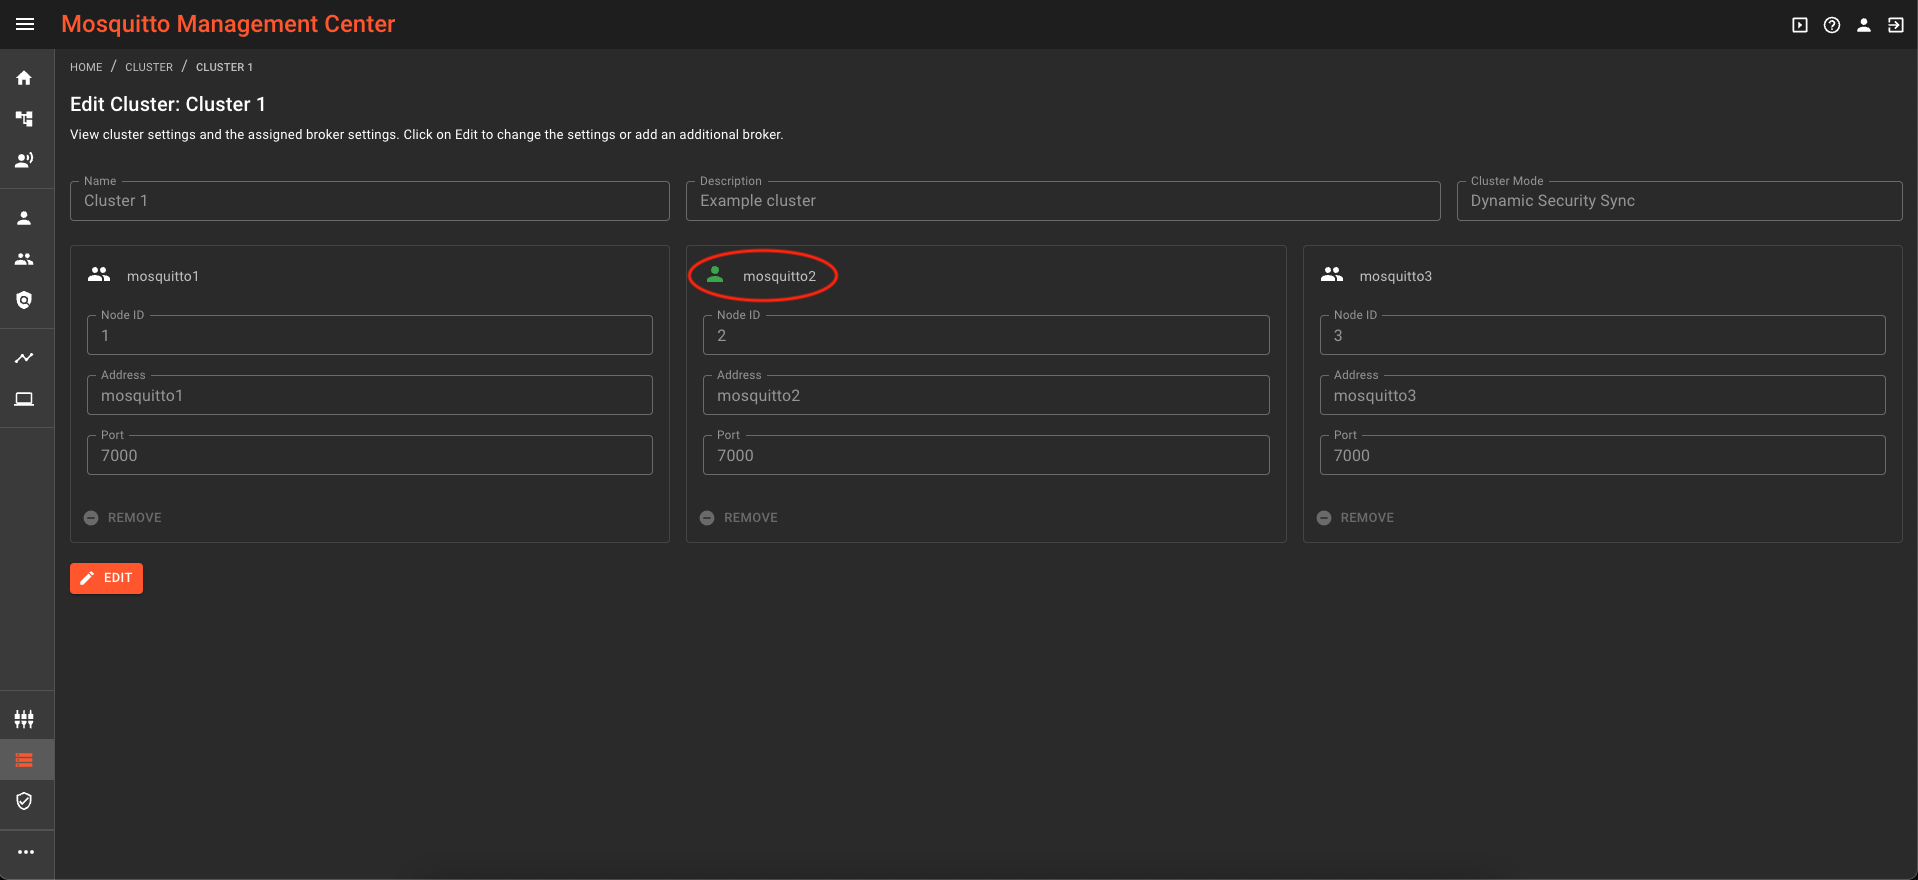 Mosquitto Management Center
HOME / CLUSTER / CLUSTER 1
Edit Cluster: Cluster 1
View cluster settings and the assigned broker settings. Click on Edit to change the settings or add an additional broker.
Name
Cluster 1
Description
Example cluster
Cluster Mode
Dynamic Security Sync
mosquitto1
Node ID
1
Address
mosquitto1
Port
7000
REMOVE
mosquitto2
Node ID
2
Address
mosquitto2
Port
7000
REMOVE
mosquitto3
Node ID
3
Address
mosquitto3
Port
7000
REMOVE
EDIT